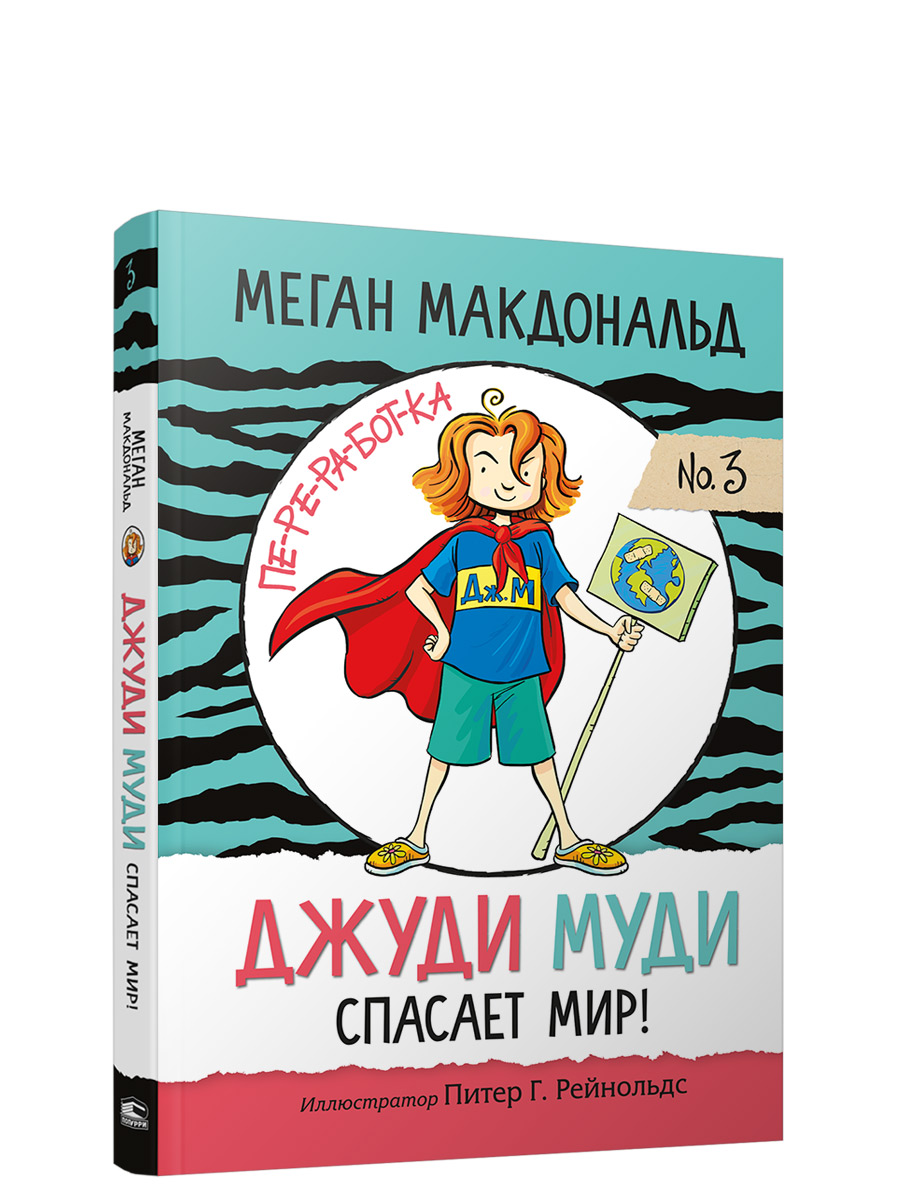 МЕГАН МАКДОНАЛЬД
ПЕ-РЕ-РА-БОТ-КА
No. 3
Дж. М
ДЖУДИ МУДИ
СПАСАЕТ МИР!
Иллюстратор Питер Г. Рейнольдс
3
МЕГАН
МАКДОНАЛЬД
ДЖУДИ МУДИ СПАСАЕТ МИР!
ПОПУРРИ